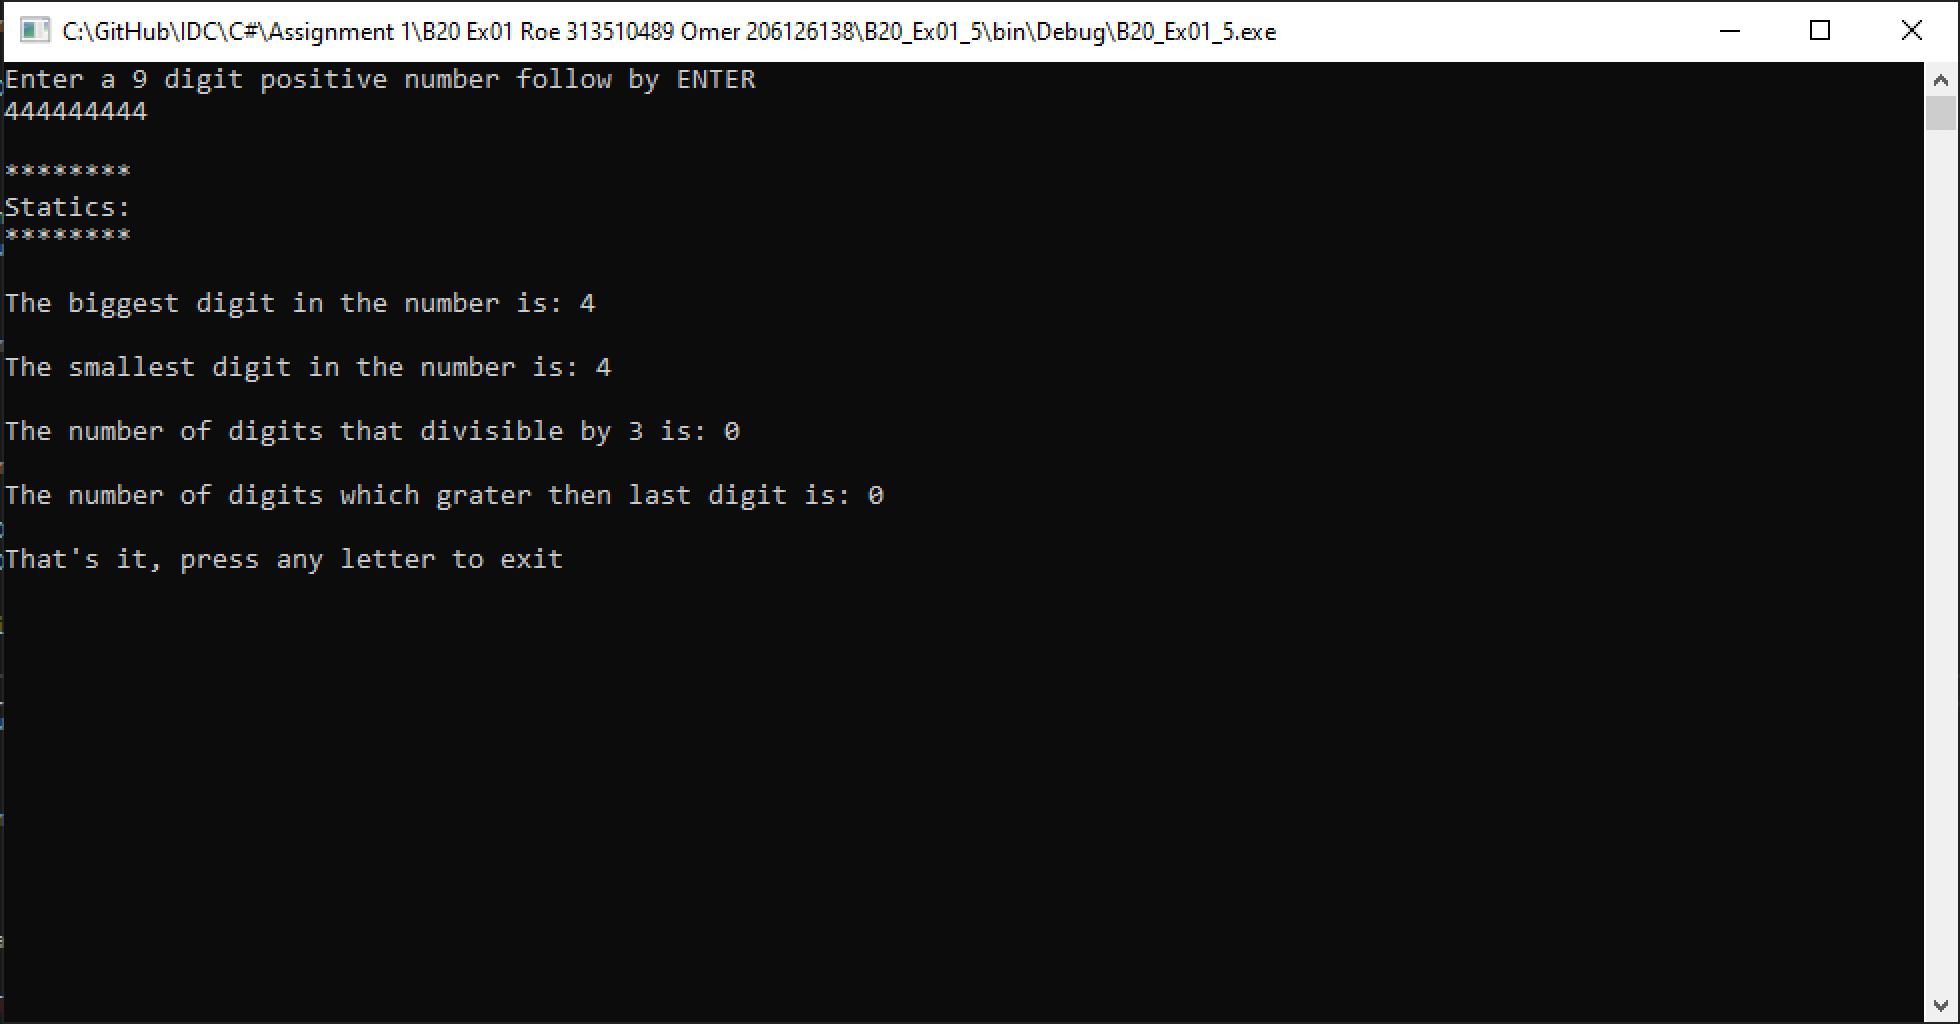 C:\GitHub\IDC\C#\Assignment 1\B20 Ex01 Roe 313510489 Omer 206126138\B20_Ex01_5\bin\Debug\B20_Ex01_5.exe
Enter a 9 digit positive number follow by ENTER
444444444
********
Statics:
********
The biggest digit in the number is: 4
The smallest digit in the number is: 4
The number of digits that divisible by 3 is: 0
The number of digits which grater then last digit is: 0
That's it, press any letter to exit